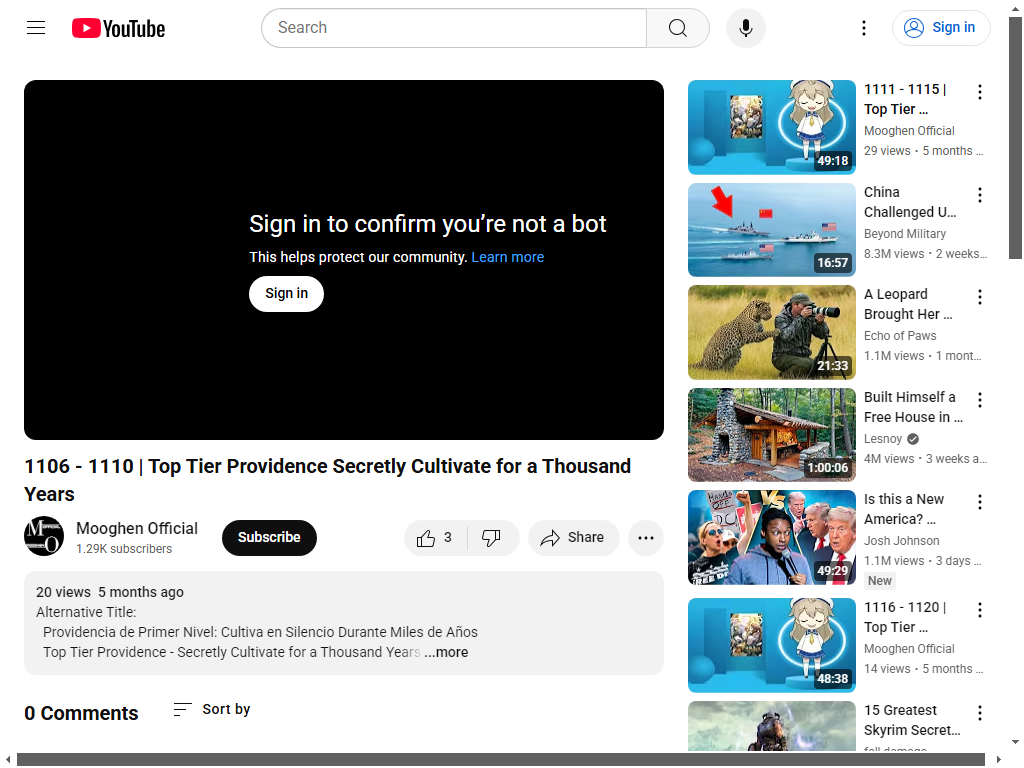 YouTube
Search
Sign in
Sign in to confirm you're not a bot
This helps protect our community. Learn more
Sign in
1106 - 1110 | Top Tier Providence Secretly Cultivate for a Thousand
Years
Mooghen Official
1.29K subscribers
Subscribe
3
Share
20 views 5 months ago
Alternative Title:
Providencia de Primer Nivel: Cultiva en Silencio Durante Miles de Años
Top Tier Providence - Secretly Cultivate for a Thousand Years ...more
0 Comments
Sort by
49:18
1111 - 1115 |
Top Tier ...
Mooghen Official
29 views • 5 months ...
16:57
China
Challenged U...
Beyond Military
8.3M views • 2 weeks...
21:33
A Leopard
Brought Her ...
Echo of Paws
1.1M views • 1 mont...
1:00:06
Built Himself a
Free House in ...
Lesnoy
4M views • 3 weeks a...
HANDS
OFF
D.C.
VS
FREE DC
49:29
Is this a New
America? ...
Josh Johnson
1.1M views • 3 days ...
New
48:38
1116 - 1120 |
Top Tier ...
Mooghen Official
14 views • 5 months ...
15 Greatest
Skyrim Secret...